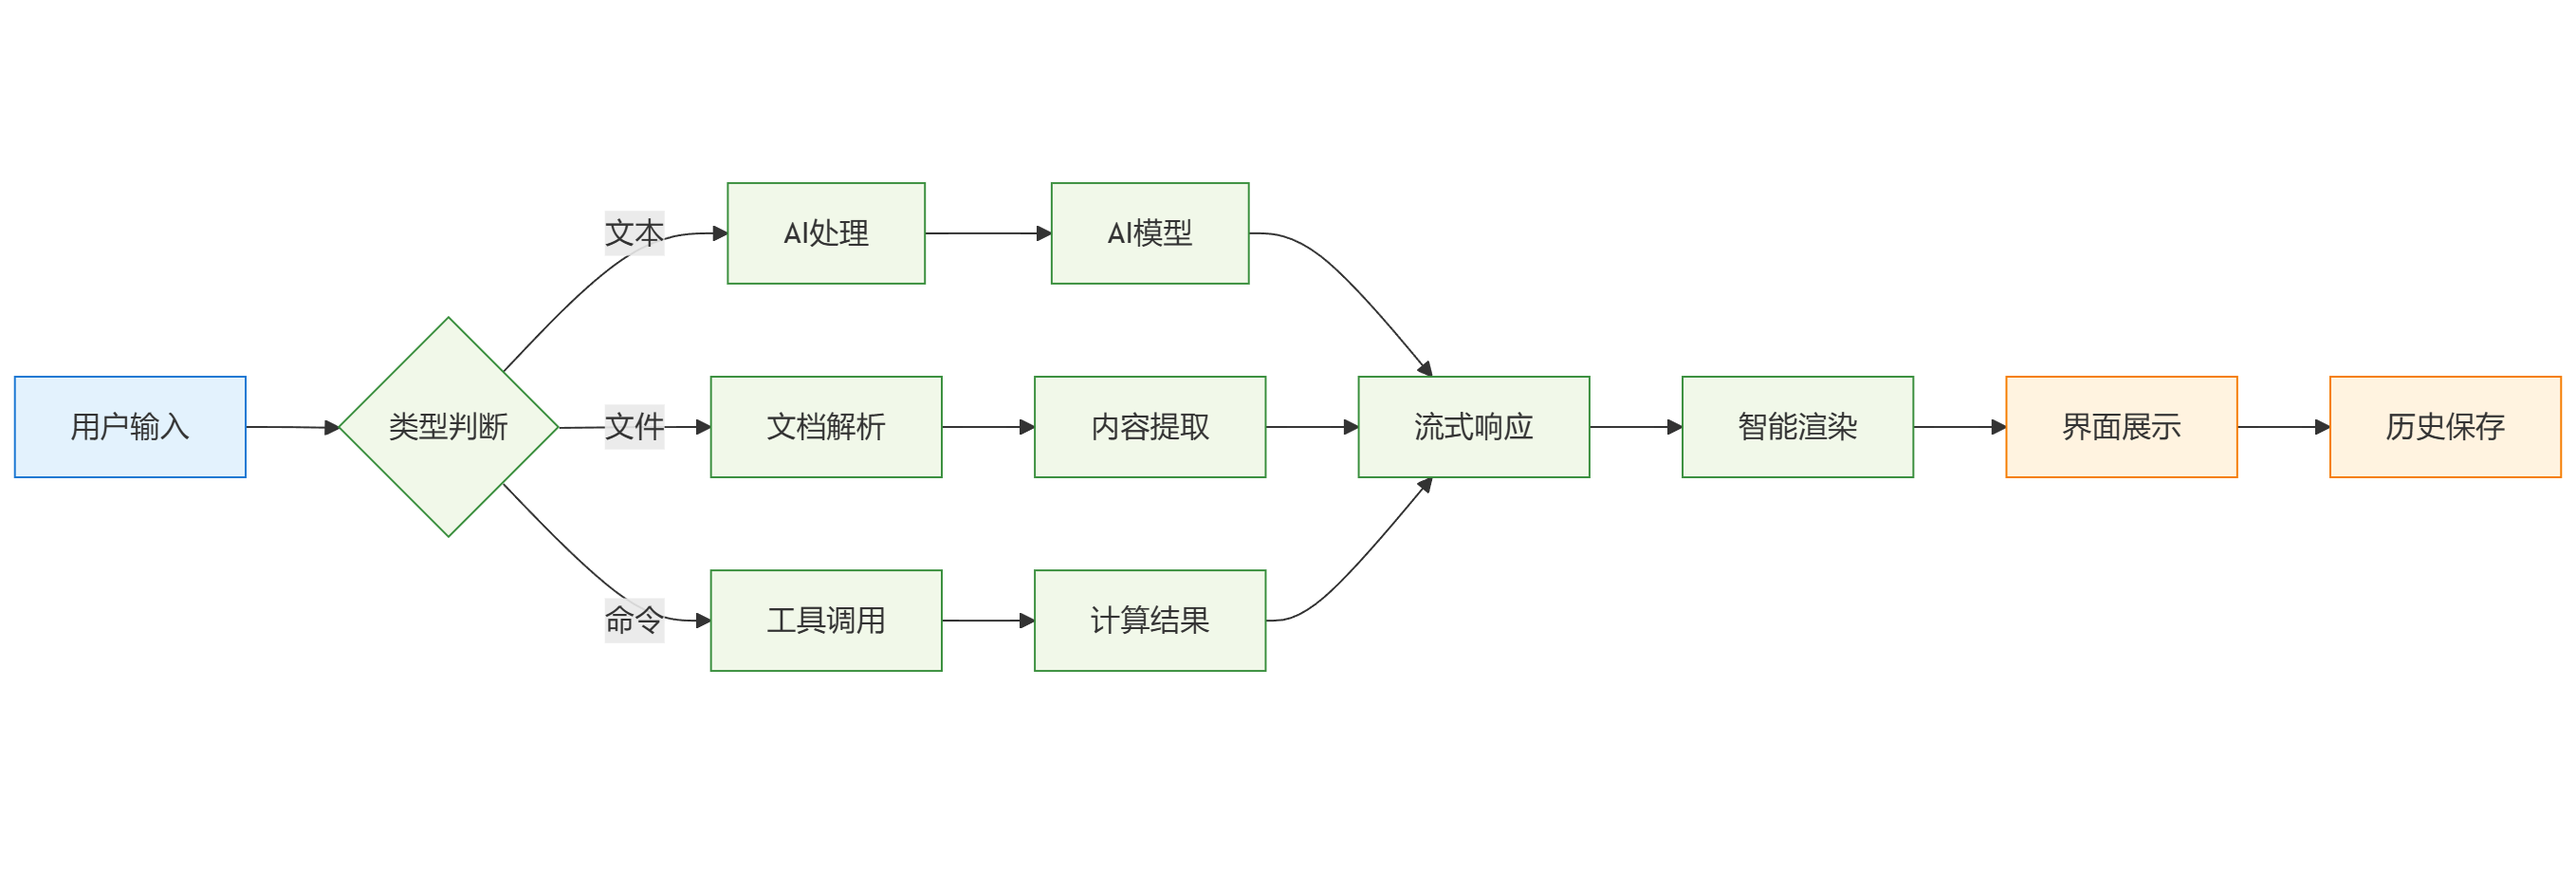 用户输入
类型判断
文本
AI处理
AI模型
文件
文档解析
内容提取
命令
工具调用
计算结果
流式响应
智能渲染
界面展示
历史保存